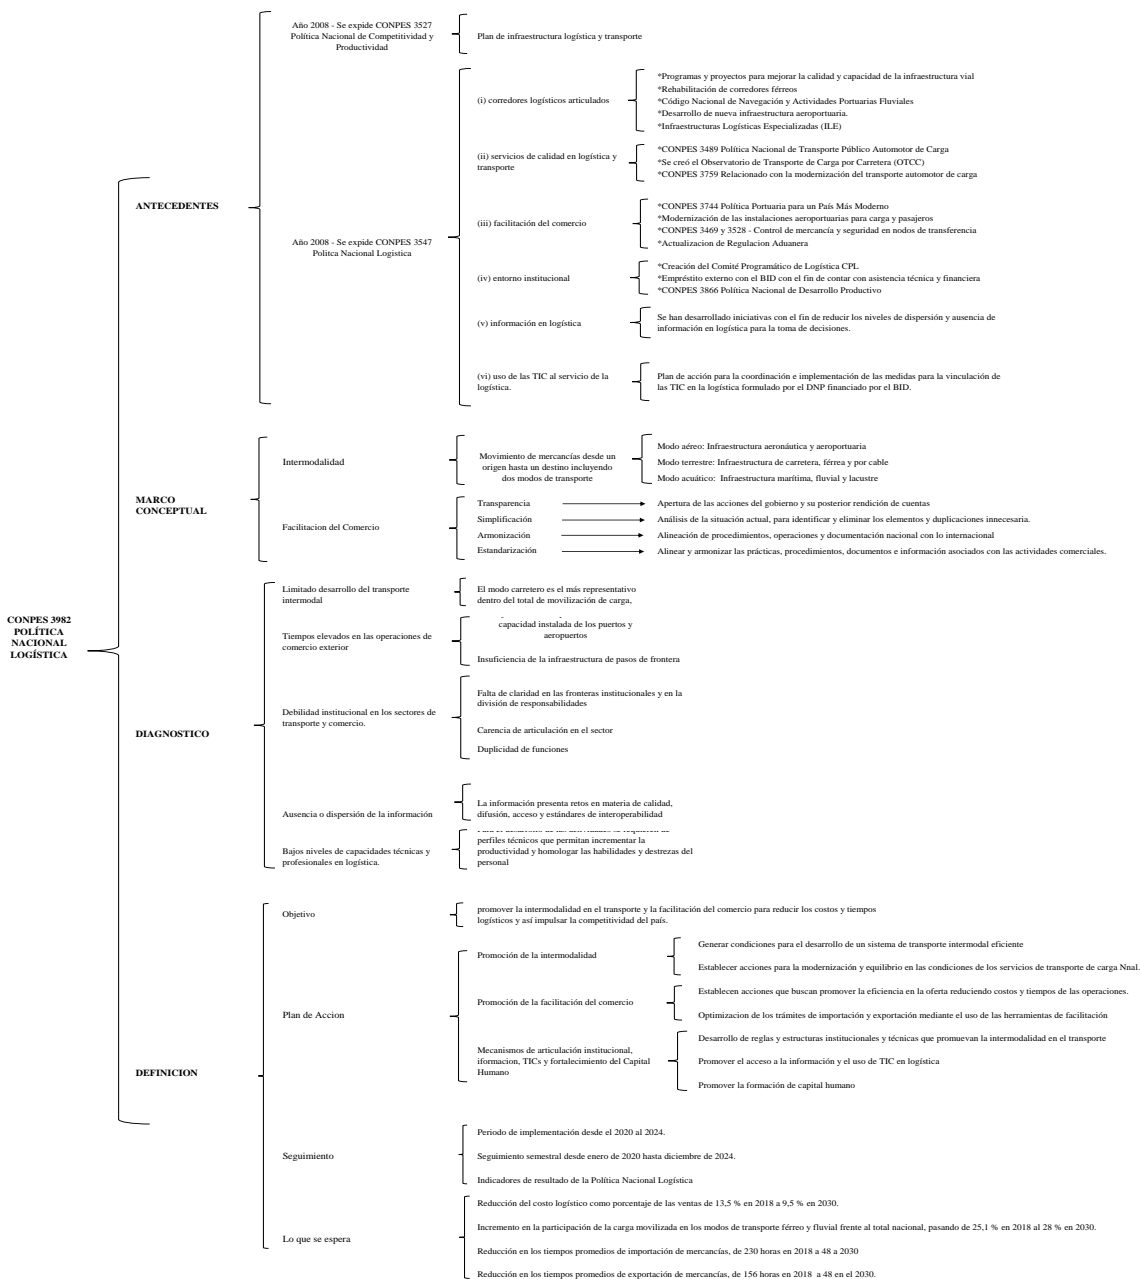 CONPES 3982
POLÍTICA
NACIONAL
LOGÍSTICA
ANTECEDENTES
Año 2008 - Se expide CONPES 3527
Política Nacional de Competitividad y
Productividad
Plan de infraestructura logística y transporte
Año 2008 - Se expide CONPES 3547
Politca Nacional Logistica
(i) corredores logísticos articulados
*Programas y proyectos para mejorar la calidad y capacidad de la infraestructura vial
*Rehabilitación de corredores férreos
*Código Nacional de Navegación y Actividades Portuarias Fluviales
*Desarrollo de nueva infraestructura aeroportuaria.
*Infraestructuras Logísticas Especializadas (ILE)
(ii) servicios de calidad en logística y
transporte
*CONPES 3489 Política Nacional de Transporte Público Automotor de Carga
*Se creó el Observatorio de Transporte de Carga por Carretera (OTCC)
*CONPES 3759 Relacionado con la modernización del transporte automotor de carga
(iii) facilitación del comercio
*CONPES 3744 Política Portuaria para un País Más Moderno
*Modernización de las instalaciones aeroportuarias para carga y pasajeros
*CONPES 3469 y 3528 - Control de mercancía y seguridad en nodos de transferencia
*Actualizacion de Regulacion Aduanera
(iv) entorno institucional
*Creación del Comité Programático de Logística CPL
*Empréstito externo con el BID con el fin de contar con asistencia técnica y financiera
*CONPES 3866 Política Nacional de Desarrollo Productivo
(v) información en logística
Se han desarrollado iniciativas con el fin de reducir los niveles de dispersión y ausencia de
información en logística para la toma de decisiones.
(vi) uso de las TIC al servicio de la
logística.
Plan de acción para la coordinación e implementación de las medidas para la vinculación de
las TIC en la logística formulado por el DNP financiado por el BID.
MARCO
CONCEPTUAL
Intermodalidad
Movimiento de mercancías desde un
origen hasta un destino incluyendo
dos modos de transporte
Modo aéreo: Infraestructura aeronáutica y aeroportuaria
Modo terrestre: Infraestructura de carretera, férrea y por cable
Modo acuático: Infraestructura marítima, fluvial y lacustre
Facilitacion del Comercio
Transparencia
Apertura de las acciones del gobierno y su posterior rendición de cuentas
Simplificación
Análisis de la situación actual, para identificar y eliminar los elementos y duplicaciones innecesaria.
Armonización
Alineación de procedimientos, operaciones y documentación nacional con lo internacional
Estandarización
Alinear y armonizar las prácticas, procedimientos, documentos e información asociados con las actividades comerciales.
DIAGNOSTICO
Limitado desarrollo del transporte
intermodal
El modo carretero es el más representativo
dentro del total de movilización de carga,
Tiempos elevados en las operaciones de
comercio exterior
capacidad instalada de los puertos y
aeropuertos
Insuficiencia de la infraestructura de pasos de frontera
Debilidad institucional en los sectores de
transporte y comercio.
Falta de claridad en las fronteras institucionales y en la
división de responsabilidades
Carencia de articulación en el sector
Duplicidad de funciones
Ausencia o dispersión de la información
La información presenta retos en materia de calidad,
difusión, acceso y estándares de interoperabilidad
Bajos niveles de capacidades técnicas y
profesionales en logística.
perfiles técnicos que permitan incrementar la
productividad y homologar las habilidades y destrezas del
personal
DEFINICION
Objetivo
promover la intermodalidad en el transporte y la facilitación del comercio para reducir los costos y tiempos
logísticos y así impulsar la competitividad del país.
Plan de Accion
Promoción de la intermodalidad
Generar condiciones para el desarrollo de un sistema de transporte intermodal eficiente
Establecer acciones para la modernización y equilibrio en las condiciones de los servicios de transporte de carga Nnal.
Promoción de la facilitación del comercio
Establecen acciones que buscan promover la eficiencia en la oferta reduciendo costos y tiempos de las operaciones.
Optimizacion de los trámites de importación y exportación mediante el uso de las herramientas de facilitación
Mecanismos de articulación institucional,
iformacion, TICs y fortalecimiento del Capital
Humano
Desarrollo de reglas y estructuras institucionales y técnicas que promuevan la intermodalidad en el transporte
Promover el acceso a la información y el uso de TIC en logística
Promover la formación de capital humano
Seguimiento
Periodo de implementación desde el 2020 al 2024.
Seguimiento semestral desde enero de 2020 hasta diciembre de 2024.
Indicadores de resultado de la Política Nacional Logística
Lo que se espera
Reducción del costo logístico como porcentaje de las ventas de 13,5 % en 2018 a 9,5 % en 2030.
Incremento en la participación de la carga movilizada en los modos de transporte férreo y fluvial frente al total nacional, pasando de 25,1 % en 2018 al 28 % en 2030.
Reducción en los tiempos promedios de importación de mercancías, de 230 horas en 2018 a 48 a 2030
Reducción en los tiempos promedios de exportación de mercancías, de 156 horas en 2018 a 48 en el 2030.